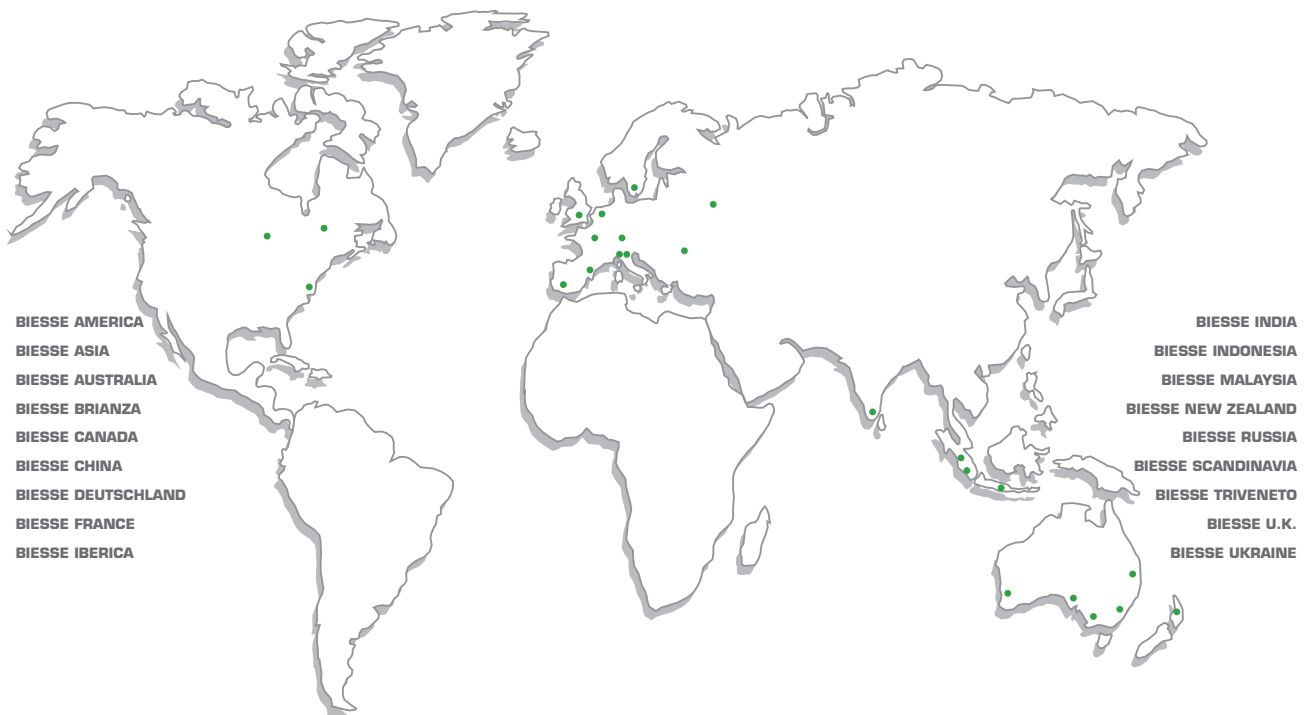 BIESSE AMERICA
BIESSE ASIA
BIESSE AUSTRALIA
BIESSE BRIANZA
BIESSE CANADA
BIESSE CHINA
BIESSE DEUTSCHLAND
BIESSE FRANCE
BIESSE IBERICA
BIESSE INDIA
BIESSE INDONESIA
BIESSE MALAYSIA
BIESSE NEW ZEALAND
BIESSE RUSSIA
BIESSE SCANDINAVIA
BIESSE TRIVENETO
BIESSE U.K.
BIESSE UKRAINE